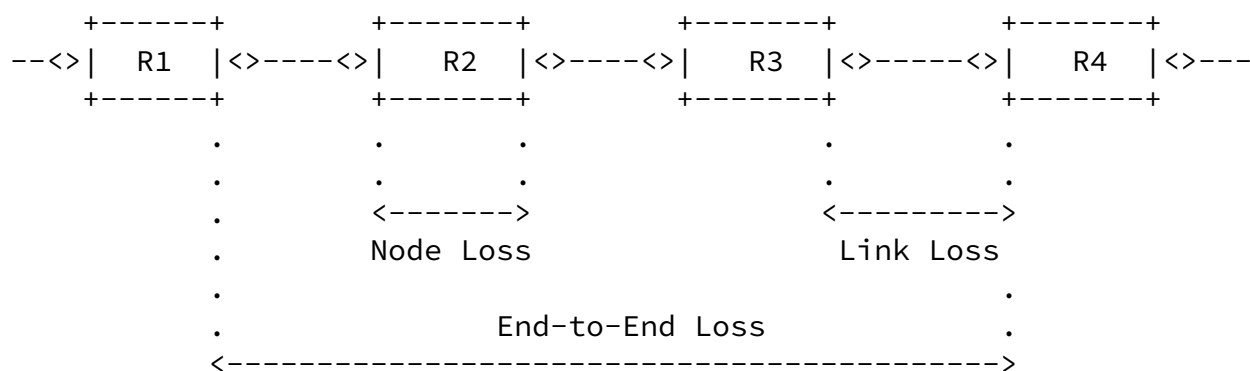 +------+ +-------+ +-------+ +-------+
--<>| R1 |<>----<>| R2 |<>----<>| R3 |<>-----<>| R4 |<>---
+------+ +-------+ +-------+ +-------+
. . . . .
. . . . .
. <-------> <--------->
. Node Loss Link Loss
. .
. End-to-End Loss .
<------------------------------------------->